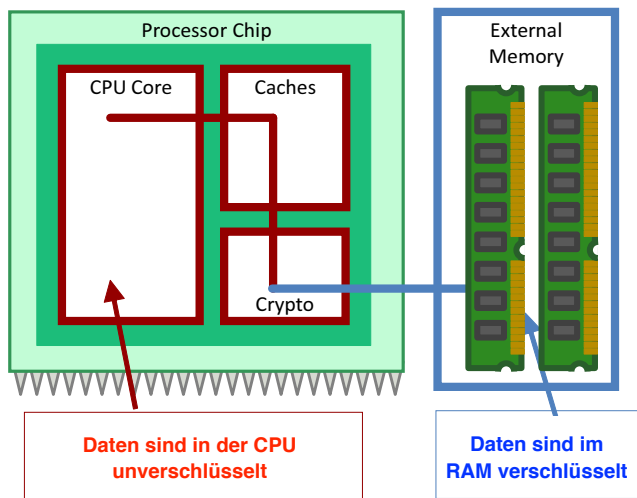 Processor Chip
CPU Core
Caches
Crypto
External
Memory
Daten sind in der CPU
unverschlüsselt
Daten sind im
RAM verschlüsselt